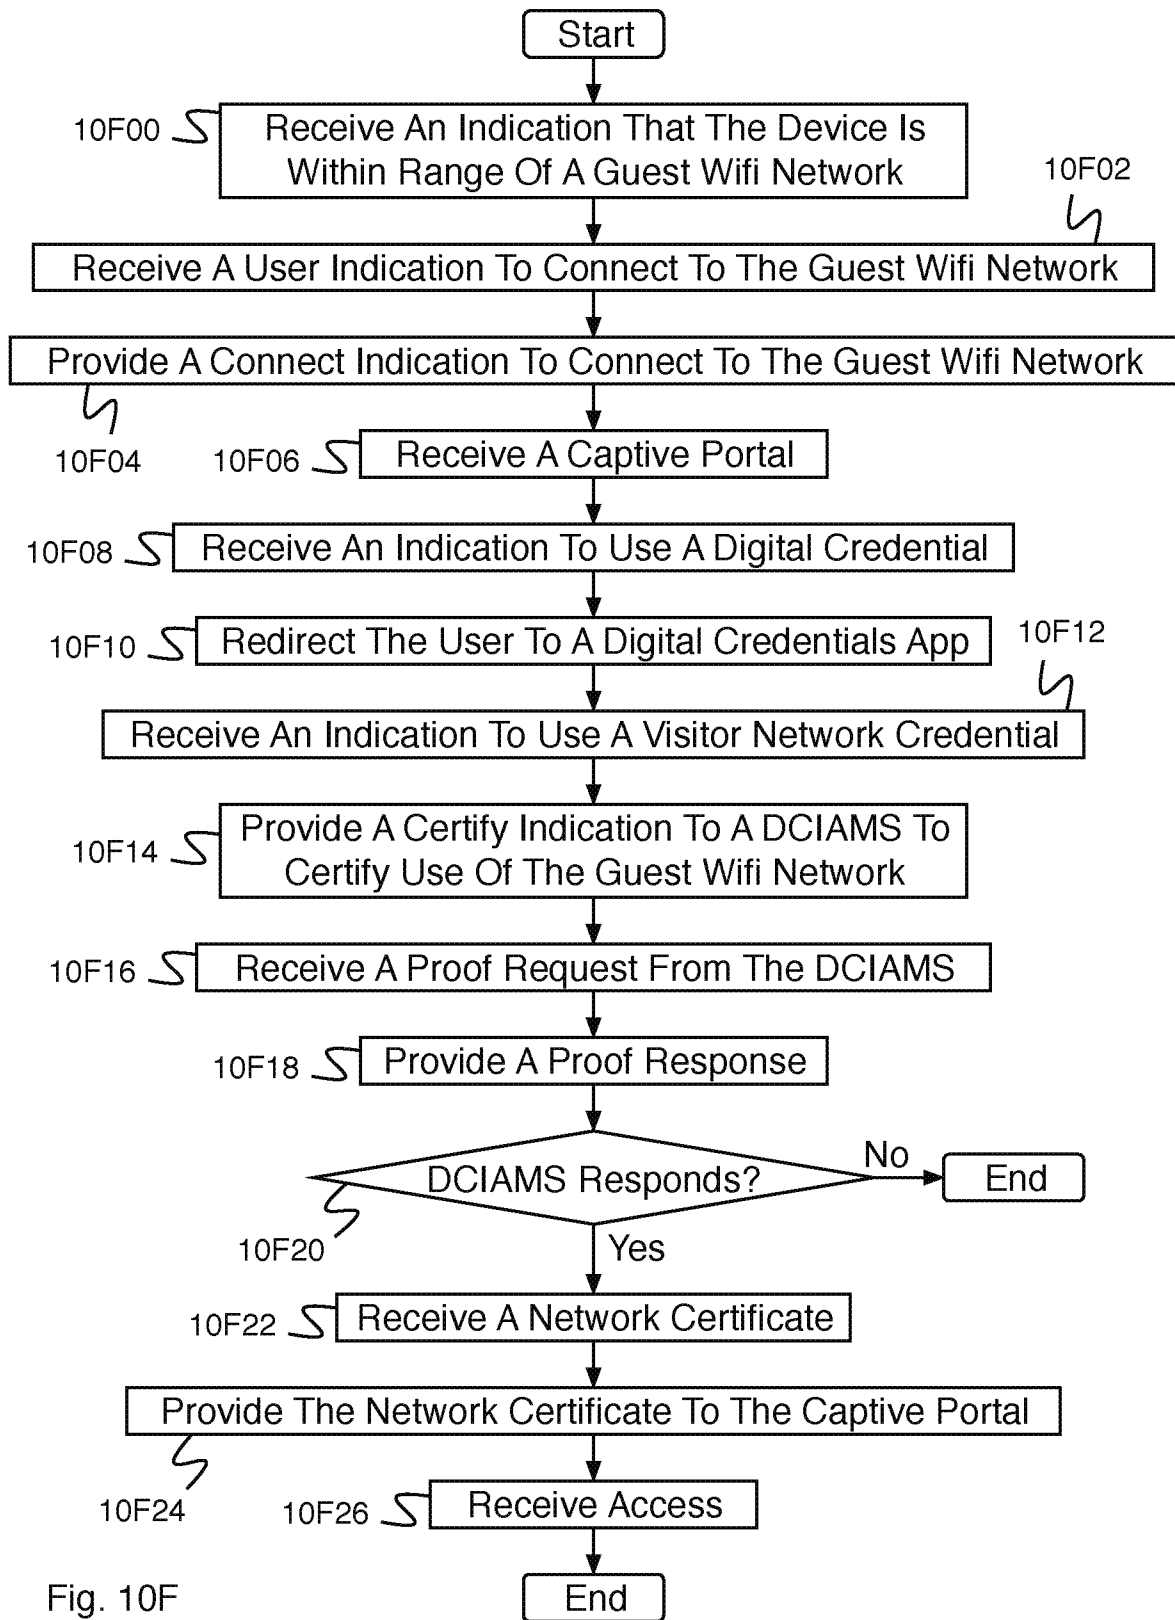 Start
10F00
Receive An Indication That The Device Is
Within Range Of A Guest Wifi Network
10F02
Receive A User Indication To Connect To The Guest Wifi Network
Provide A Connect Indication To Connect To The Guest Wifi Network
10F04
10F06
Receive A Captive Portal
10F08
Receive An Indication To Use A Digital Credential
10F10
Redirect The User To A Digital Credentials App
10F12
Receive An Indication To Use A Visitor Network Credential
10F14
Provide A Certify Indication To A DCIAMS To
Certify Use Of The Guest Wifi Network
10F16
Receive A Proof Request From The DCIAMS
10F18
Provide A Proof Response
DCIAMS Responds?
No
End
10F20
Yes
10F22
Receive A Network Certificate
Provide The Network Certificate To The Captive Portal
10F24
10F26
Receive Access
End
Fig. 10F